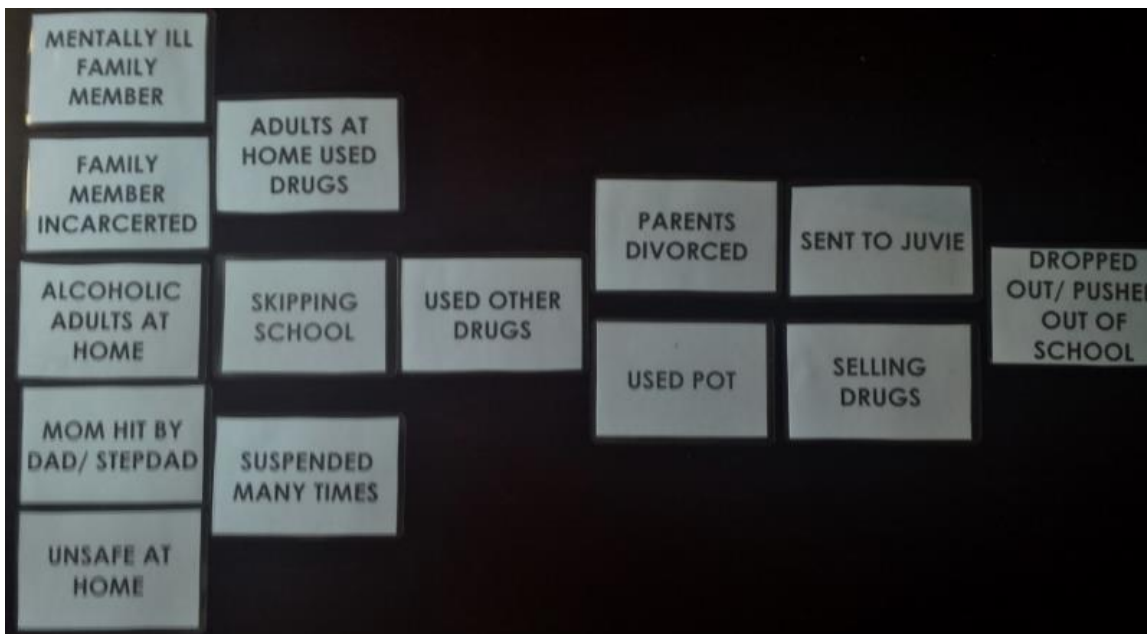 MENTALLY ILL
FAMILY
MEMBER
FAMILY
MEMBER
INCARCERTED
ALCOHOLIC
ADULTS AT
HOME
MOM HIT BY
DAD/ STEPDAD
UNSAFE AT
HOME
ADULTS AT
HOME USED
DRUGS
SKIPPING
SCHOOL
SUSPENDED
MANY TIMES
USED OTHER
DRUGS
PARENTS
DIVORCED
USED POT
SENT TO JUVIE
SELLING
DRUGS
DROPPED
OUT/ PUSHE
OUT OF
SCHOOL